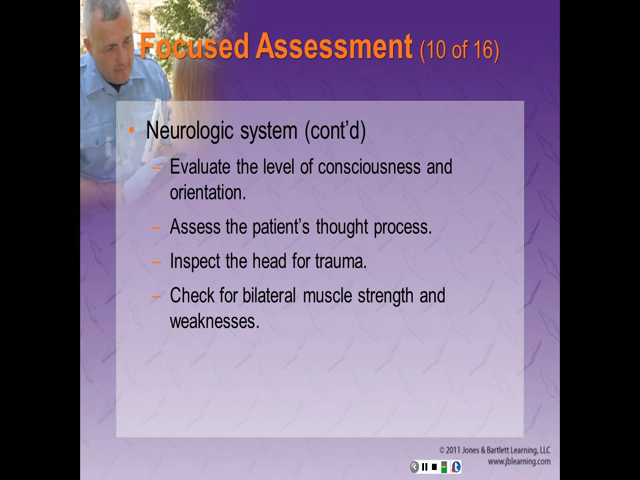 Focused Assessment (10 of 16)
• Neurologic system (cont’d)
– Evaluate the level of consciousness and
orientation.
– Assess the patient’s thought process.
– Inspect the head for trauma.
– Check for bilateral muscle strength and
weaknesses.
© 2011 Jones & Bartlett Learning, LLC
www.jblearning.com